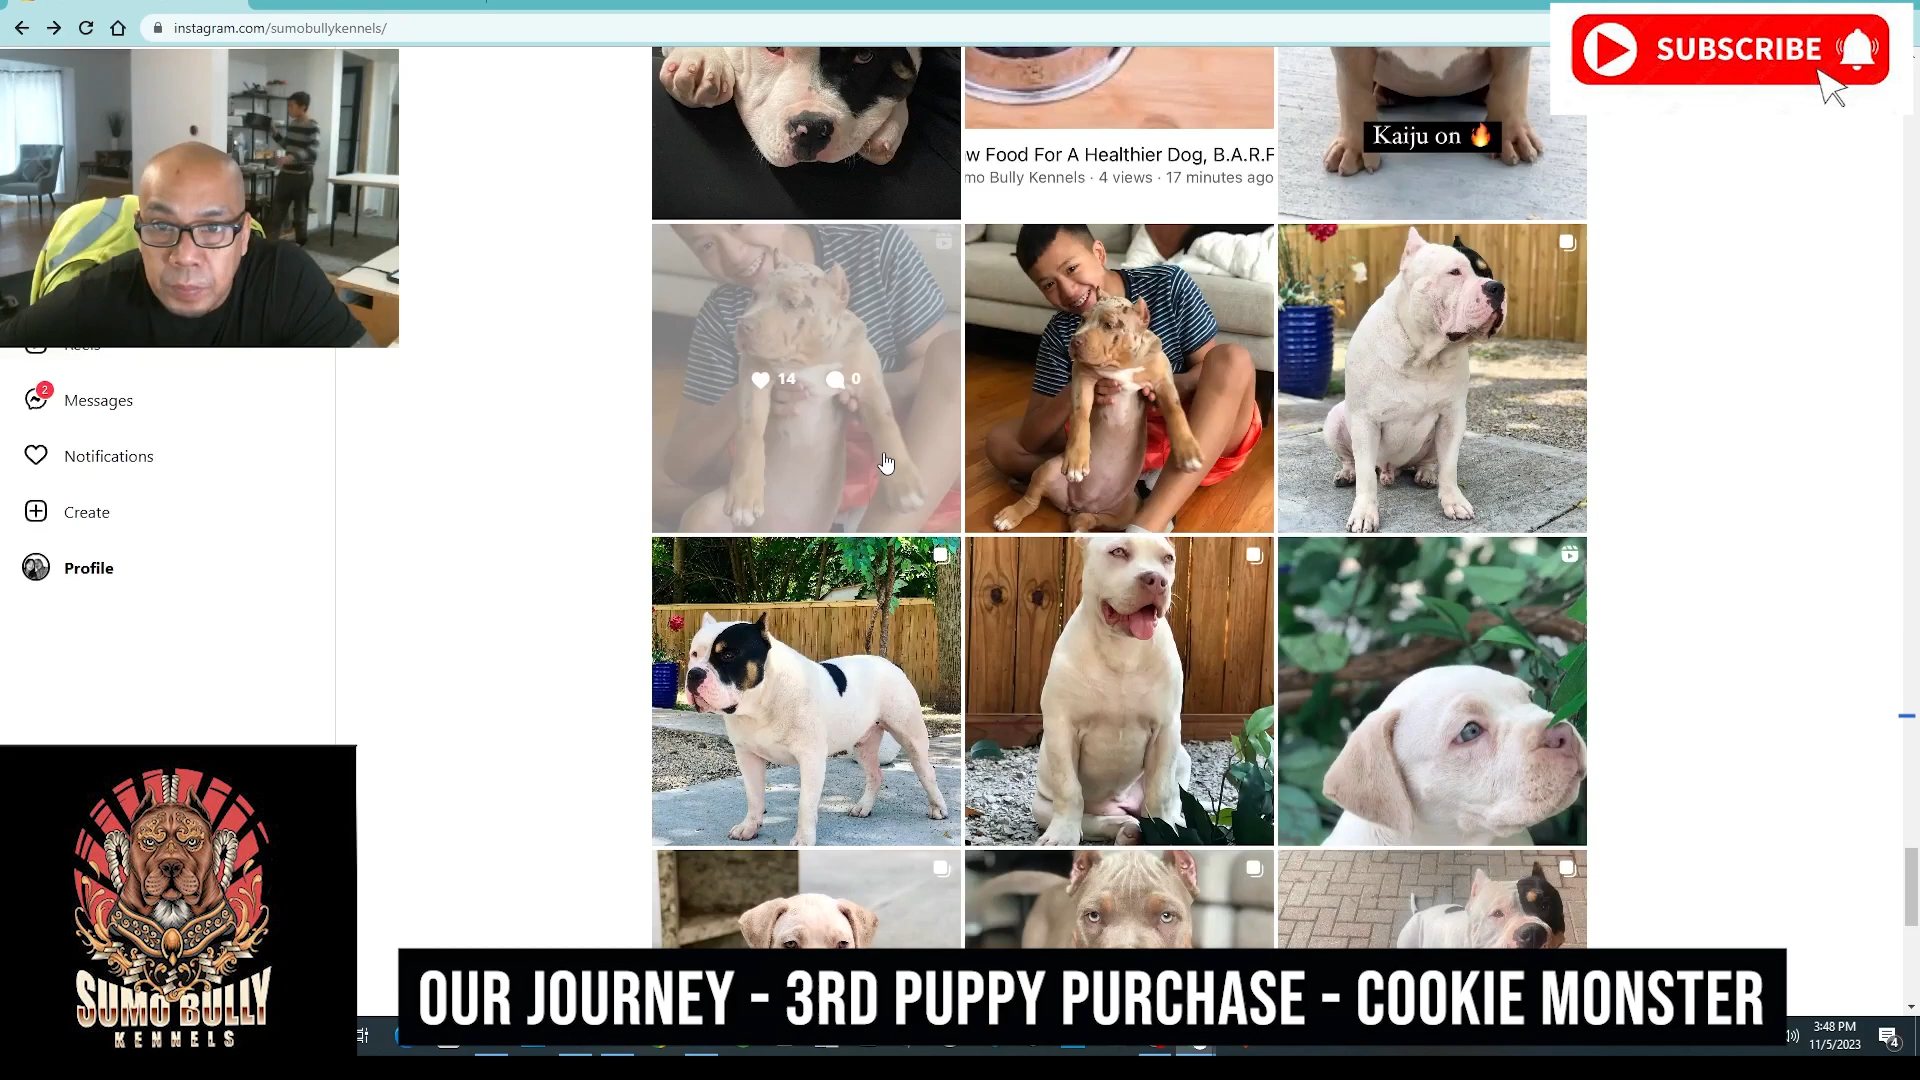 instagram.com/sumobullykennels/
SUBSCRIBE
Kaiju on 🔥
w Food For A Healthier Dog, B.A.R.F
mo Bully Kennels · 4 views · 17 minutes ago
14
0
Reels
2
Messages
Notifications
Create
Profile
SUMO BULLY
KENNELS
OUR JOURNEY - 3RD PUPPY PURCHASE - COOKIE MONSTER
3:48 PM
11/5/2023
4